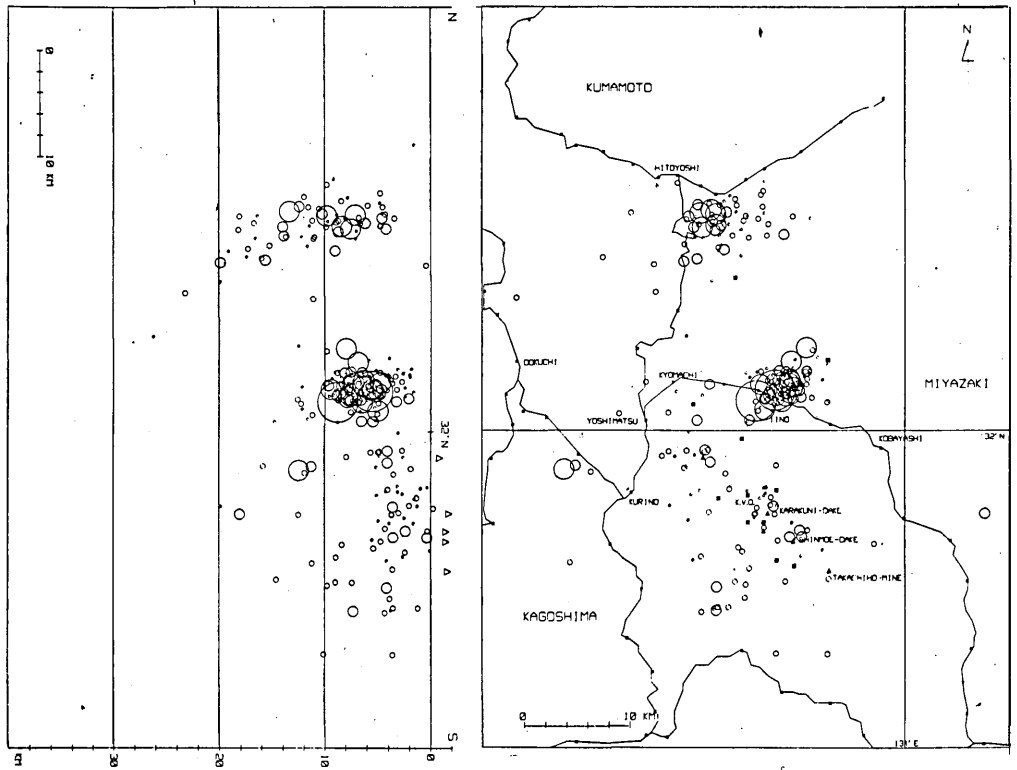 N
0
10 KM
32°N
S
KM
30
20
10
0
N
KUMAMOTO
HITOYOSHI
OOKUCHI
KYOMACHI
MIYAZAKI
YOSHIMATSU
IINO
32°N
KOBAYASHI
KURINO
K.V.O.
KARAKUNI-DAKE
SHINMOE-DAKE
TAKACHIHO-MINE
KAGOSHIMA
0
10 KM
131°E